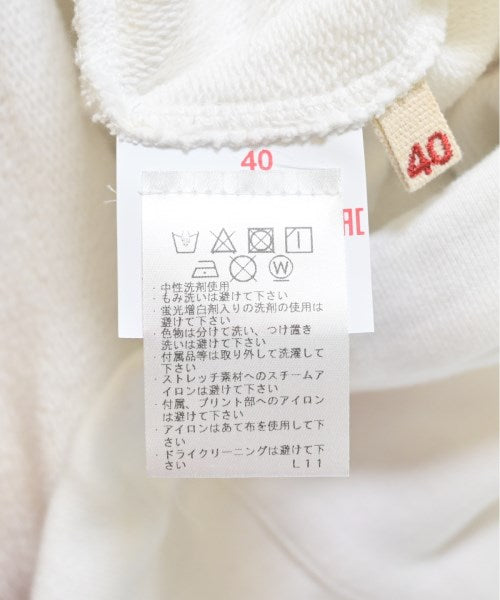 40
40
・中性洗剤使用
・もみ洗いは避けて下さい
・蛍光増白剤入りの洗剤の使用は
避けて下さい
・色物は分けて洗い、つけ置き
洗いは避けて下さい
・付属品等は取り外して洗濯して
下さい
・ストレッチ素材へのスチームア
イロンは避けて下さい
・付属、プリント部へのアイロン
は避けて下さい
・アイロンはあて布を使用して下
さい
・ドライクリーニングは避けて下
さい
L11